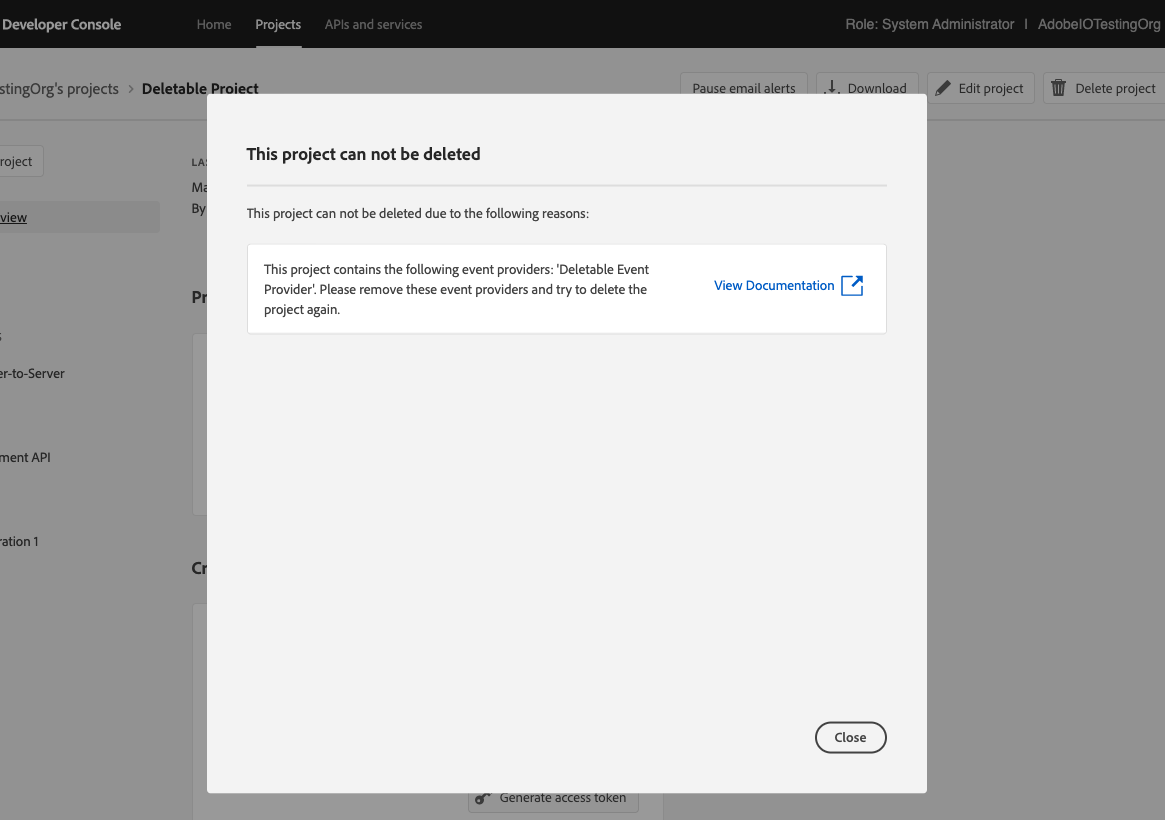 Developer Console
Home Projects APIs and services
Role: System Administrator | AdobeIOTestingOrg
stingOrg's projects > Deletable Project
Pause email alerts Download Edit project Delete project
roject
view
er-to-Server
ment API
ration 1
LA
Ma
By
Pr
Cr
This project can not be deleted
This project can not be deleted due to the following reasons:
This project contains the following event providers: 'Deletable Event
Provider'. Please remove these event providers and try to delete the
project again.
View Documentation
Close
Generate access token